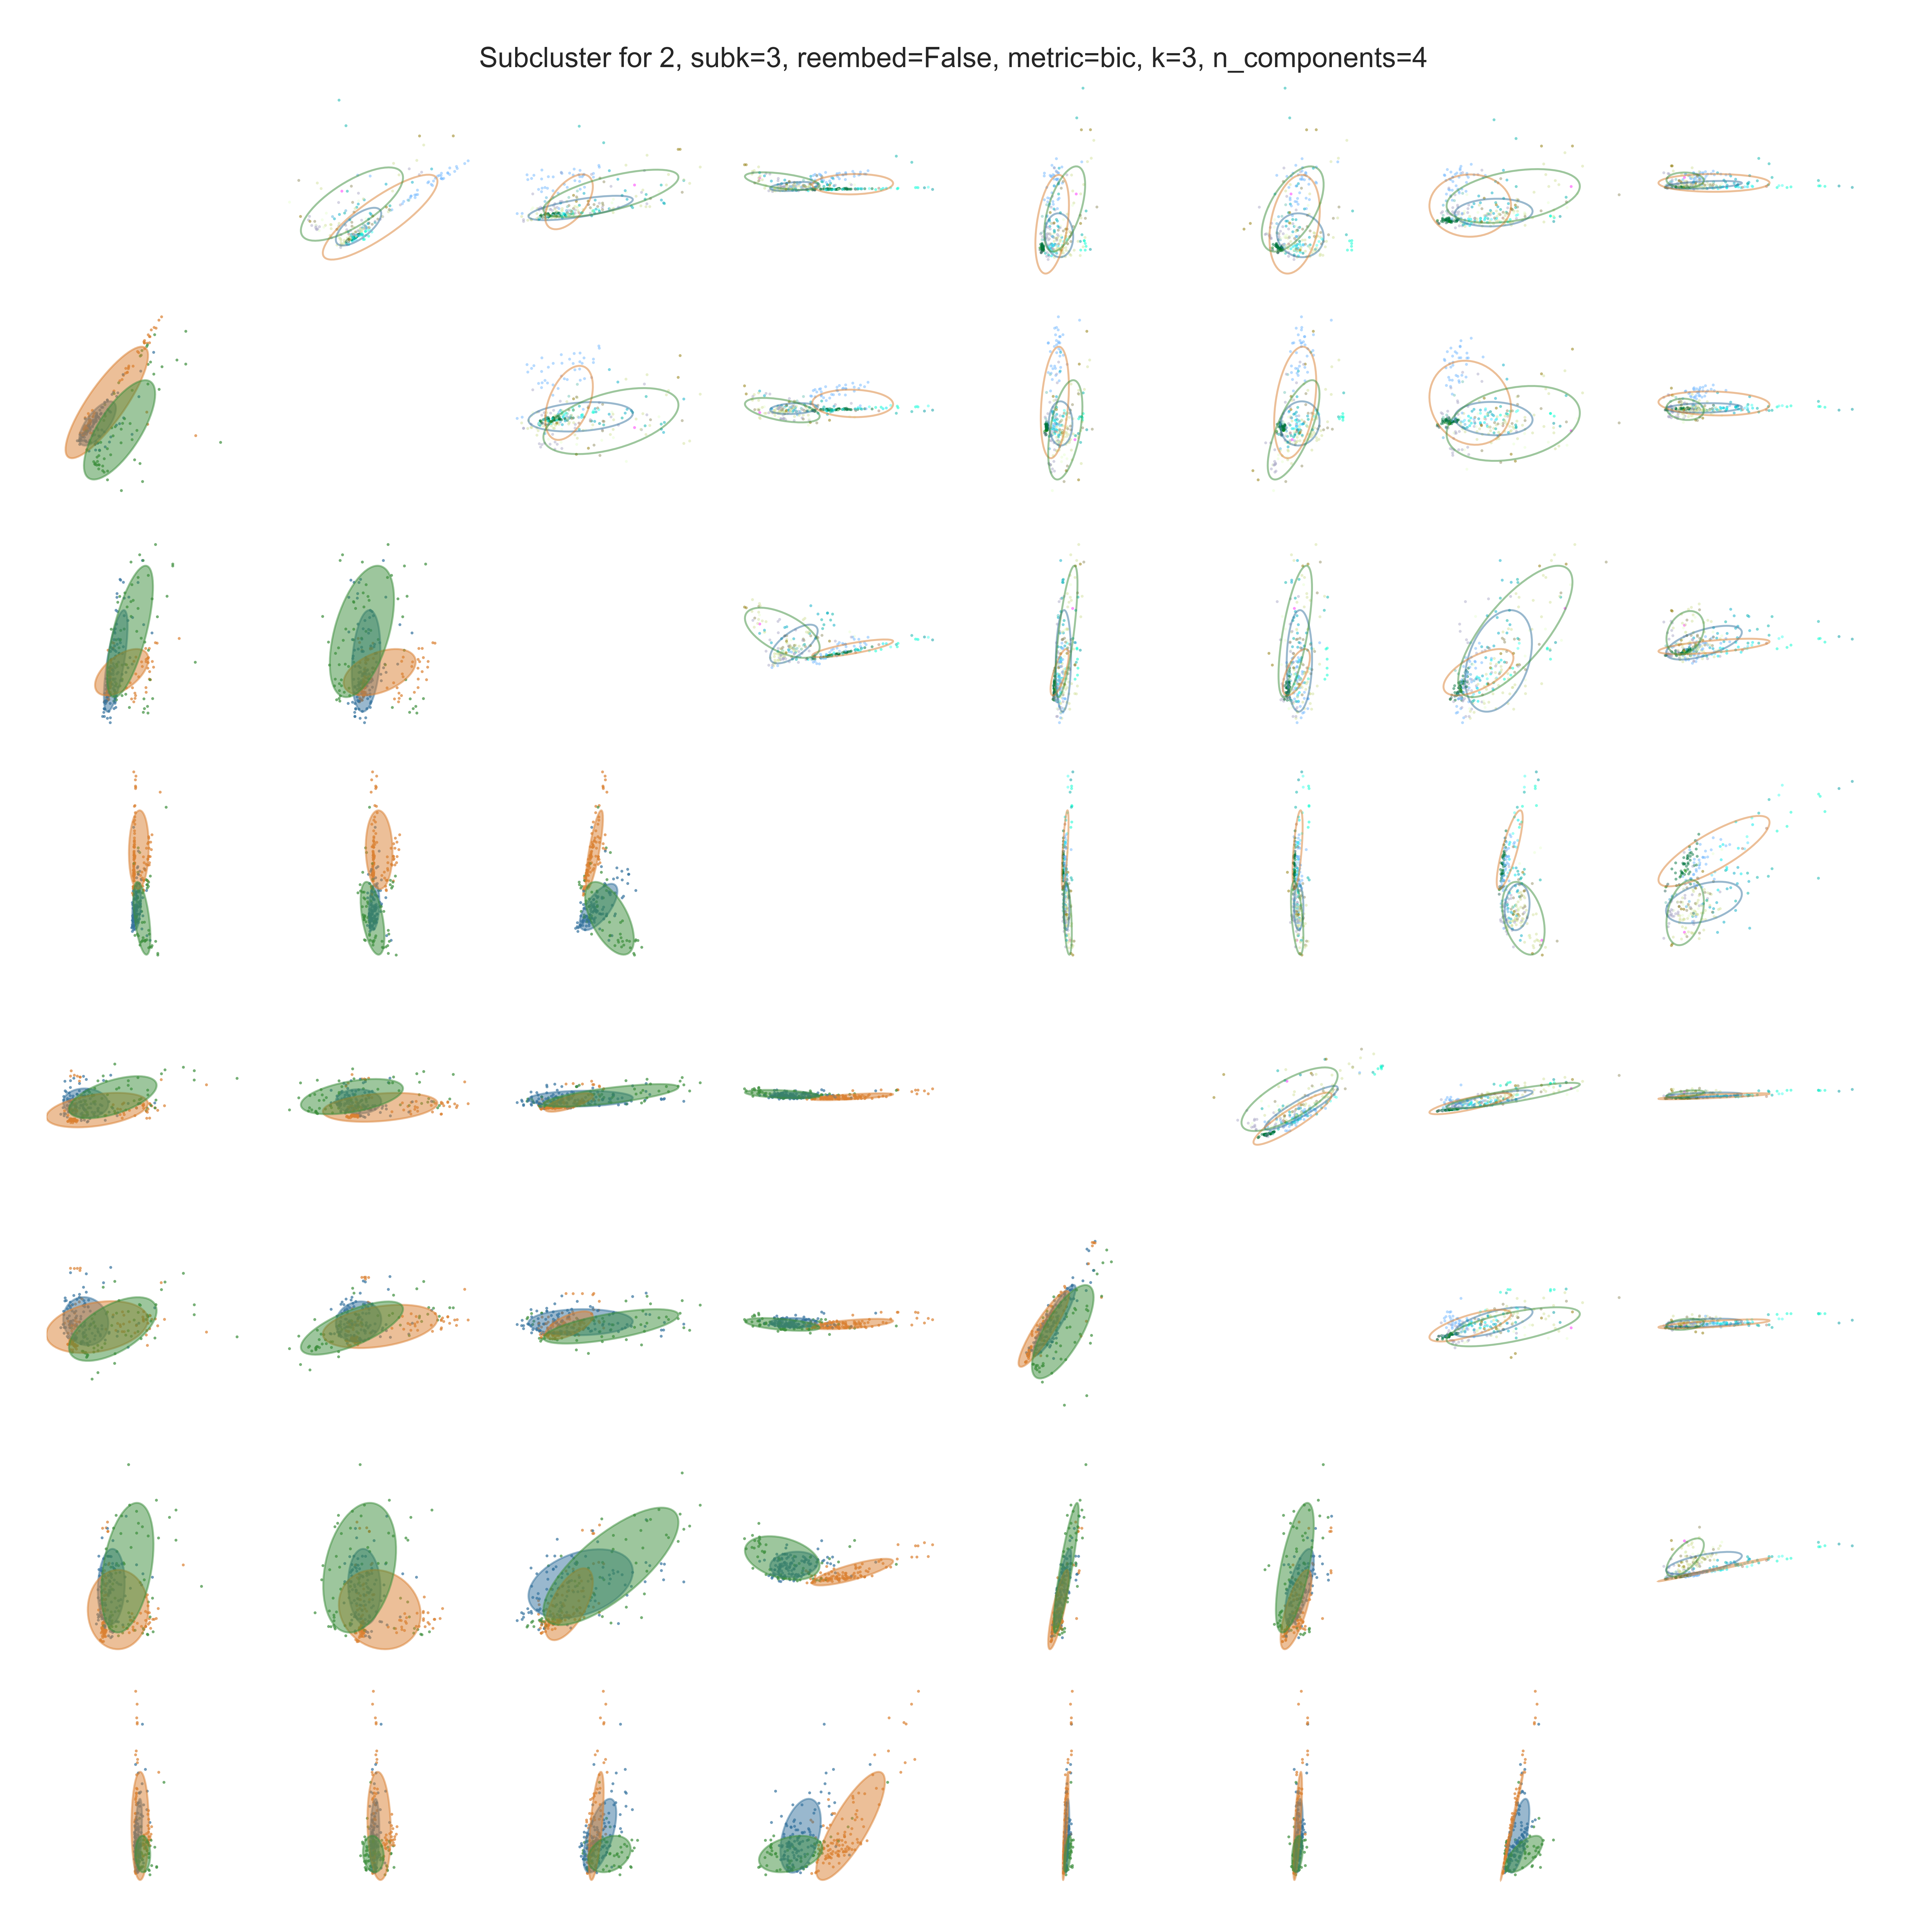 Subcluster for 2, subk=3, reembed=False, metric=bic, k=3, n_components=4